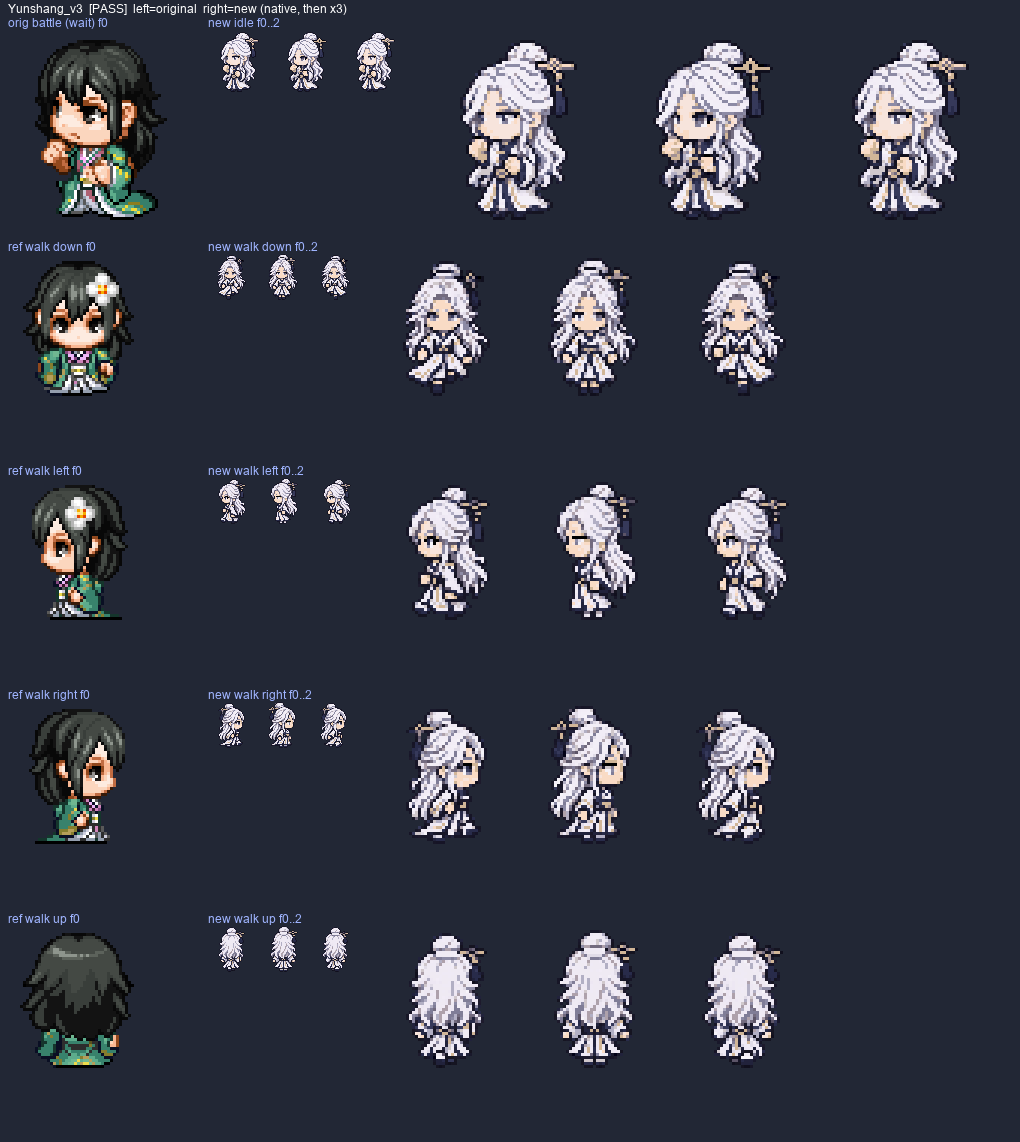 Yunshang_v3 [PASS] left=original right=new (native, then x3)
orig battle (wait) f0
new idle f0..2
ref walk down f0
new walk down f0..2
ref walk left f0
new walk left f0..2
ref walk right f0
new walk right f0..2
ref walk up f0
new walk up f0..2